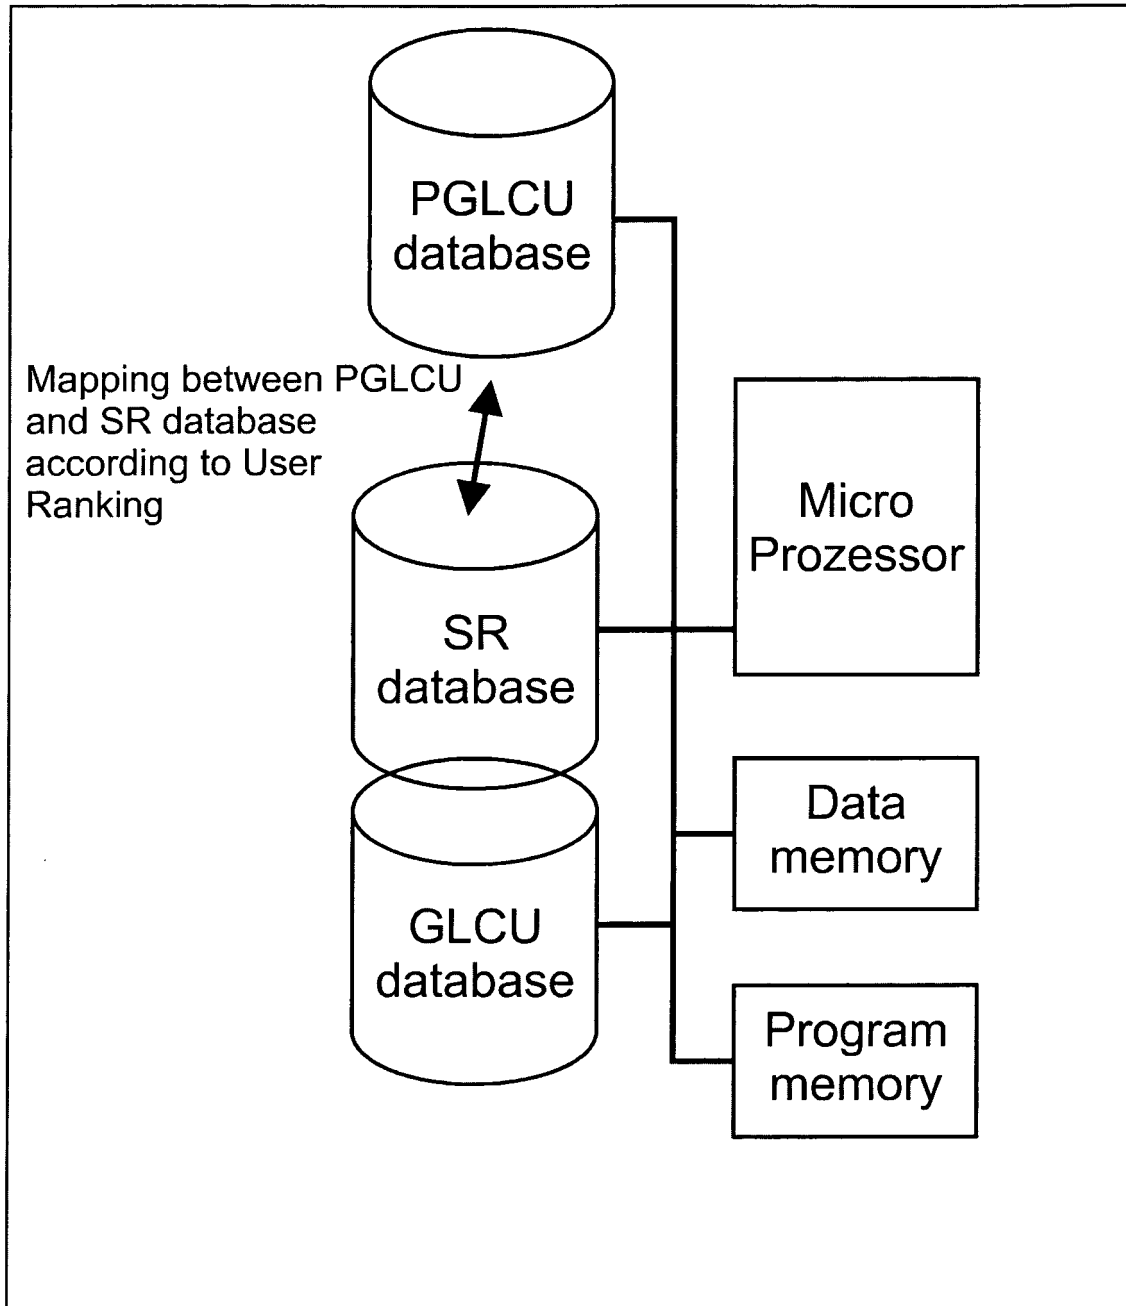 PGLCU
database
Mapping between PGLCU
and SR database
according to User
Ranking
Micro
Prozessor
SR
database
Data
memory
GLCU
database
Program
memory